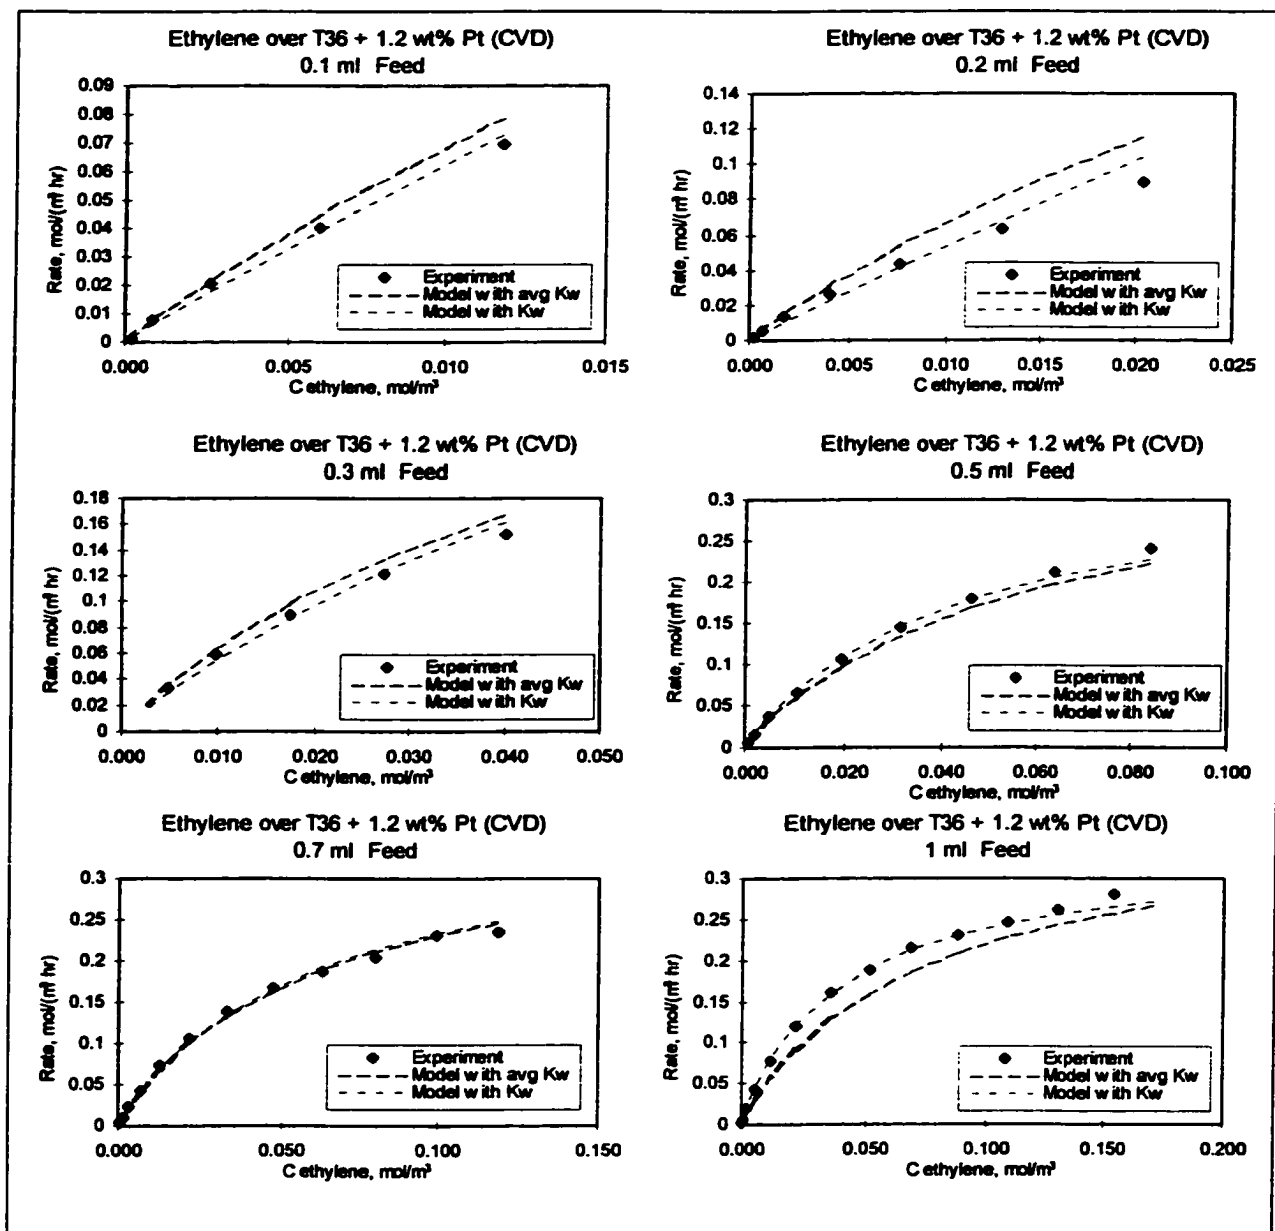 Ethylene over T36 + 1.2 wt% Pt (CVD)
0.1 ml Feed
0.09
0.08
0.07
0.06
0.05
0.04
0.03
0.02
0.01
0
Rate, mol/(m³ hr)
Experiment
Model with avg Kw
Model with Kw
0.000 0.005 0.010 0.015
C ethylene, mol/m³
Ethylene over T36 + 1.2 wt% Pt (CVD)
0.2 ml Feed
0.14
0.12
0.1
0.08
0.06
0.04
0.02
0
Rate, mol/(m³ hr)
Experiment
Model with avg Kw
Model with Kw
0.000 0.005 0.010 0.015 0.020 0.025
C ethylene, mol/m³
Ethylene over T36 + 1.2 wt% Pt (CVD)
0.3 ml Feed
0.18
0.16
0.14
0.12
0.1
0.08
0.06
0.04
0.02
0
Rate, mol/(m³ hr)
Experiment
Model with avg Kw
Model with Kw
0.000 0.010 0.020 0.030 0.040 0.050
C ethylene, mol/m³
Ethylene over T36 + 1.2 wt% Pt (CVD)
0.5 ml Feed
0.3
0.25
0.2
0.15
0.1
0.05
0
Rate, mol/(m³ hr)
Experiment
Model with avg Kw
Model with Kw
0.000 0.020 0.040 0.060 0.080 0.100
C ethylene, mol/m³
Ethylene over T36 + 1.2 wt% Pt (CVD)
0.7 ml Feed
0.3
0.25
0.2
0.15
0.1
0.05
0
Rate, mol/(m³ hr)
Experiment
Model with avg Kw
Model with Kw
0.000 0.050 0.100 0.150
C ethylene, mol/m³
Ethylene over T36 + 1.2 wt% Pt (CVD)
1 ml Feed
0.3
0.25
0.2
0.15
0.1
0.05
0
Rate, mol/(m³ hr)
Experiment
Model with avg Kw
Model with Kw
0.000 0.050 0.100 0.150 0.200
C ethylene, mol/m³